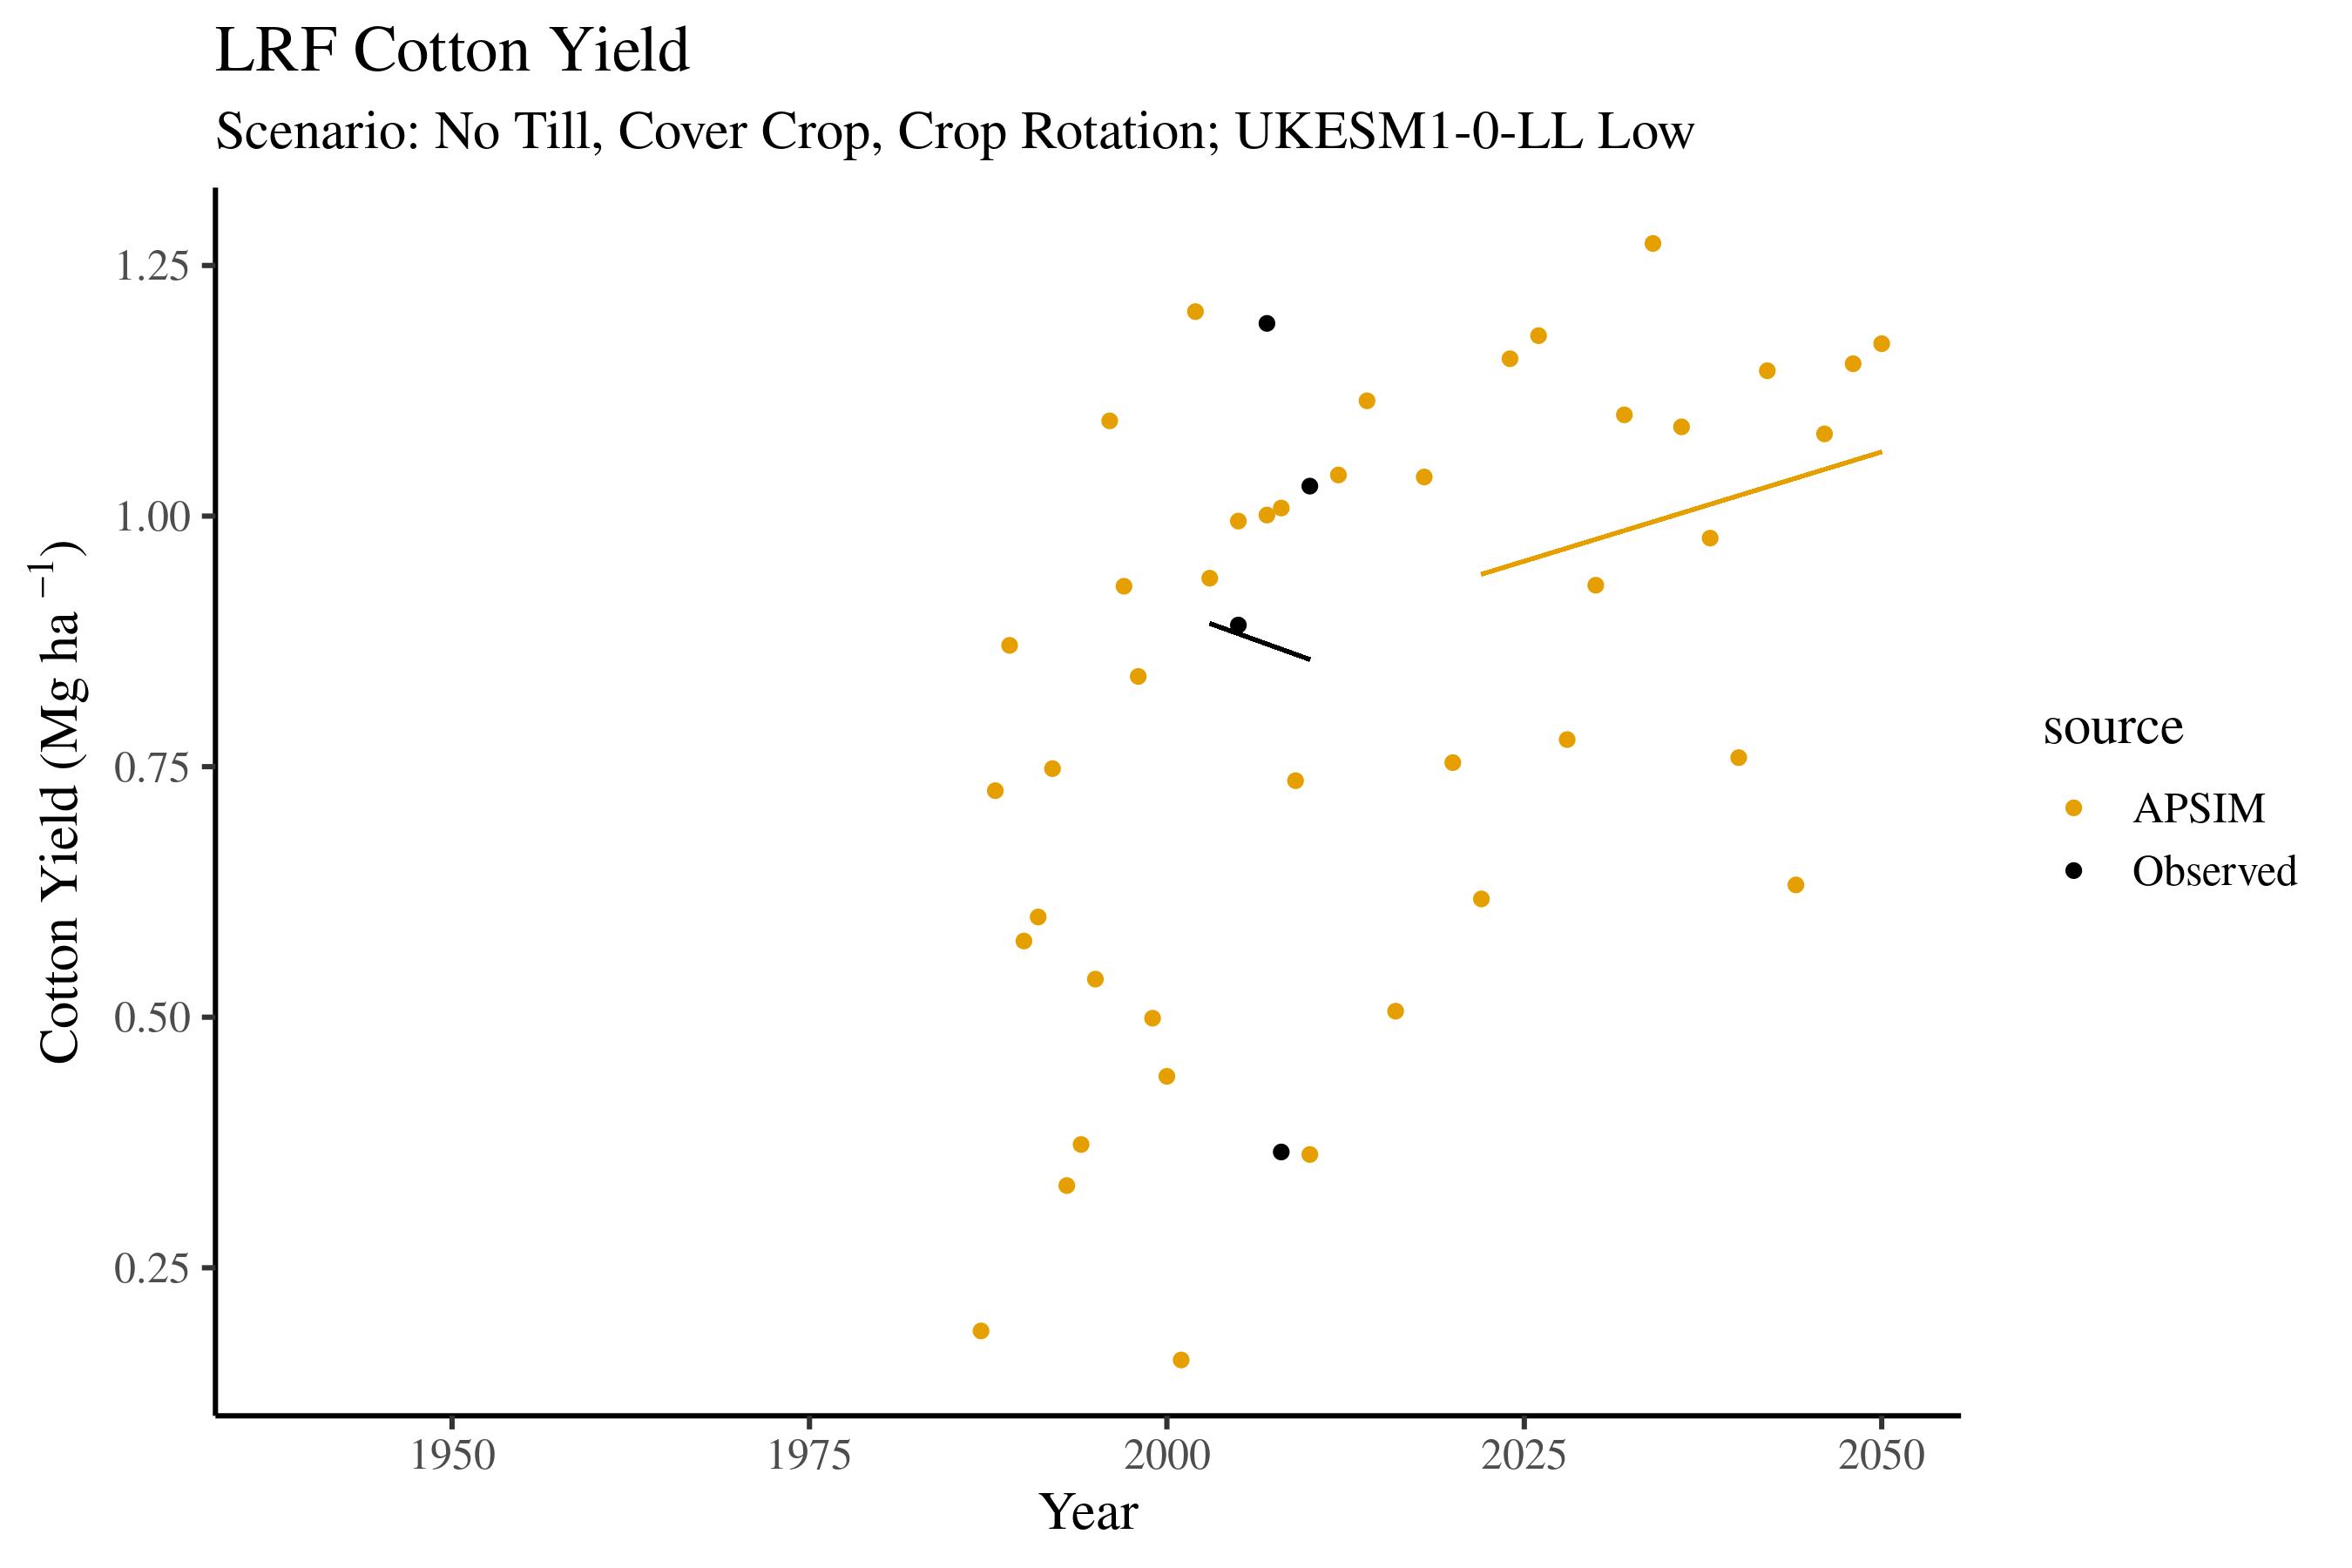 LRF Cotton Yield
Scenario: No Till, Cover Crop, Crop Rotation; UKESM1-0-LL Low
Cotton Yield (Mg ha −1)
1.25
1.00
0.75
0.50
0.25
1950 1975 2000 2025 2050
Year
source
APSIM
Observed